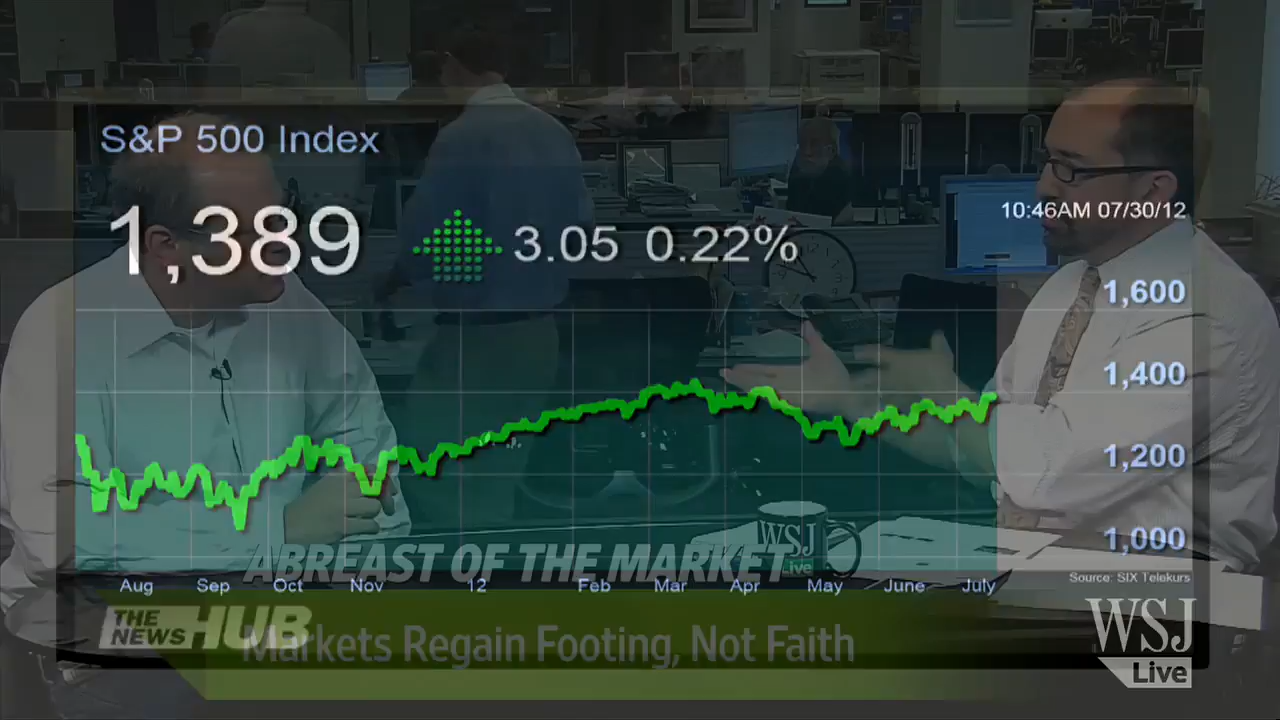 S&P 500 Index
1,389 3.05 0.22%
10:46AM 07/30/12
1,600
1,400
1,200
1,000
WSJ
Live
ABREAST OF THE MARKET
Aug Sep Oct Nov 12 Feb Mar Apr May June July
Source: SIX Telekurs
THE NEWS HUB
Markets Regain Footing, Not Faith
WSJ
Live